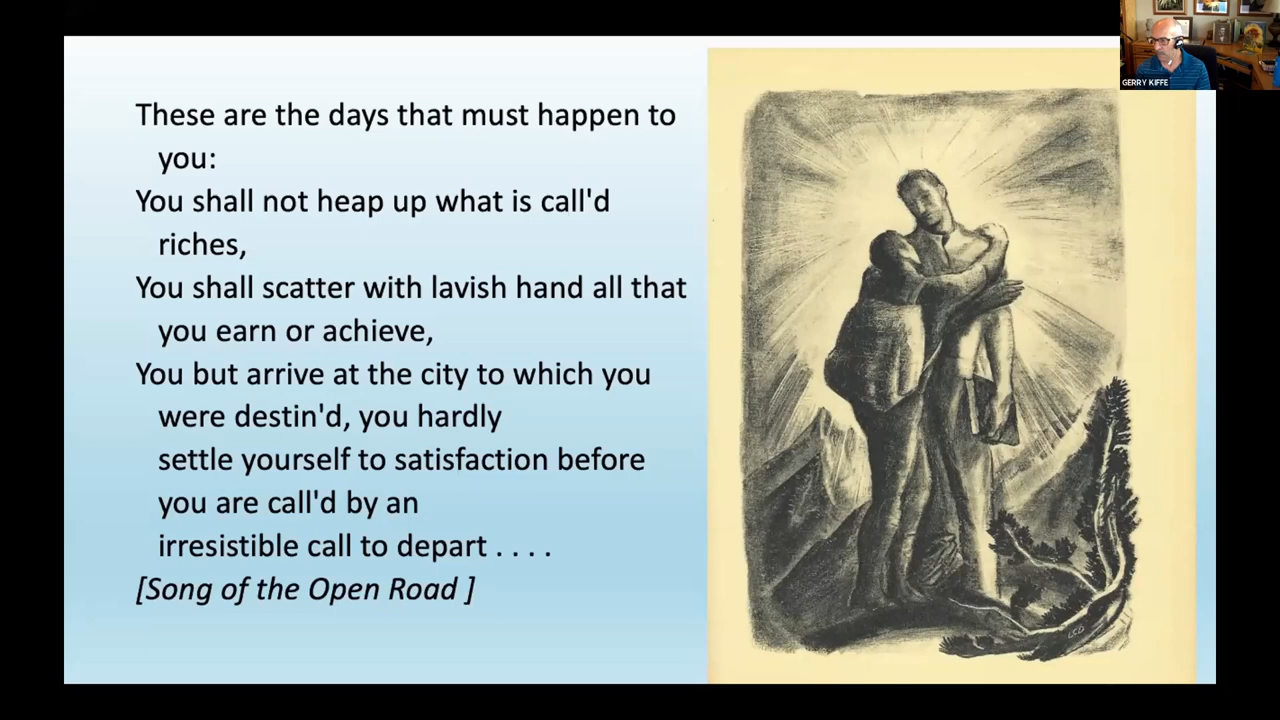 These are the days that must happen to
you:
You shall not heap up what is call'd
riches,
You shall scatter with lavish hand all that
you earn or achieve,
You but arrive at the city to which you
were destin'd, you hardly
settle yourself to satisfaction before
you are call'd by an
irresistible call to depart . . . .
[Song of the Open Road ]
GERRY KIFFE
LCD